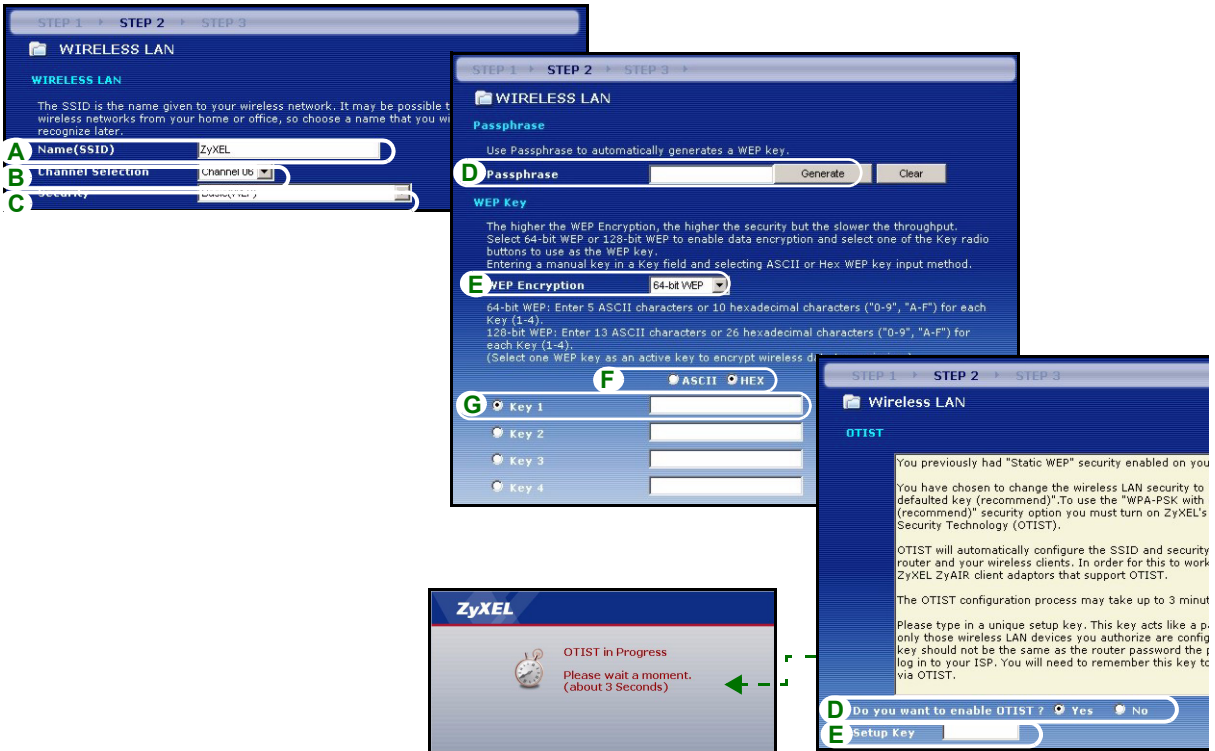 STEP 1 STEP 2 STEP 3
WIRELESS LAN
WIRELESS LAN
The SSID is the name given to your wireless network. It may be possible t
wireless networks from your home or office, so choose a name that you wi
recognize later.
A Name(SSID) ZyXEL
B Channel Selection Channel 06
C Security Basic(WEP)
STEP 1 STEP 2 STEP 3
WIRELESS LAN
Passphrase
Use Passphrase to automatically generates a WEP key.
D Passphrase Generate Clear
WEP Key
The higher the WEP Encryption, the higher the security but the slower the throughput.
Select 64-bit WEP or 128-bit WEP to enable data encryption and select one of the Key radio
buttons to use as the WEP key.
Entering a manual key in a Key field and selecting ASCII or Hex WEP key input method.
E WEP Encryption 64-bit WEP
64-bit WEP: Enter 5 ASCII characters or 10 hexadecimal characters ("0-9", "A-F") for each
Key (1-4).
128-bit WEP: Enter 13 ASCII characters or 26 hexadecimal characters ("0-9", "A-F") for
each Key (1-4).
(Select one WEP key as an active key to encrypt wireless
F ASCII HEX
G Key 1
Key 2
Key 3
Key 4
STEP 1 STEP 2 STEP 3
Wireless LAN
OTIST
You previously had "Static WEP" security enabled on you
You have chosen to change the wireless LAN security to
defaulted key (recommend)".To use the "WPA-PSK with
(recommend)" security option you must turn on ZyXEL's
Security Technology (OTIST).
OTIST will automatically configure the SSID and security
router and your wireless clients. In order for this to work
ZyXEL ZyAIR client adaptors that support OTIST.
The OTIST configuration process may take up to 3 minut
Please type in a unique setup key. This key acts like a p
only those wireless LAN devices you authorize are config
key should not be the same as the router password the p
log in to your ISP. You will need to remember this key to
via OTIST.
D Do you want to enable OTIST ? Yes No
E Setup Key
ZyXEL
OTIST in Progress
Please wait a moment.
(about 3 Seconds)